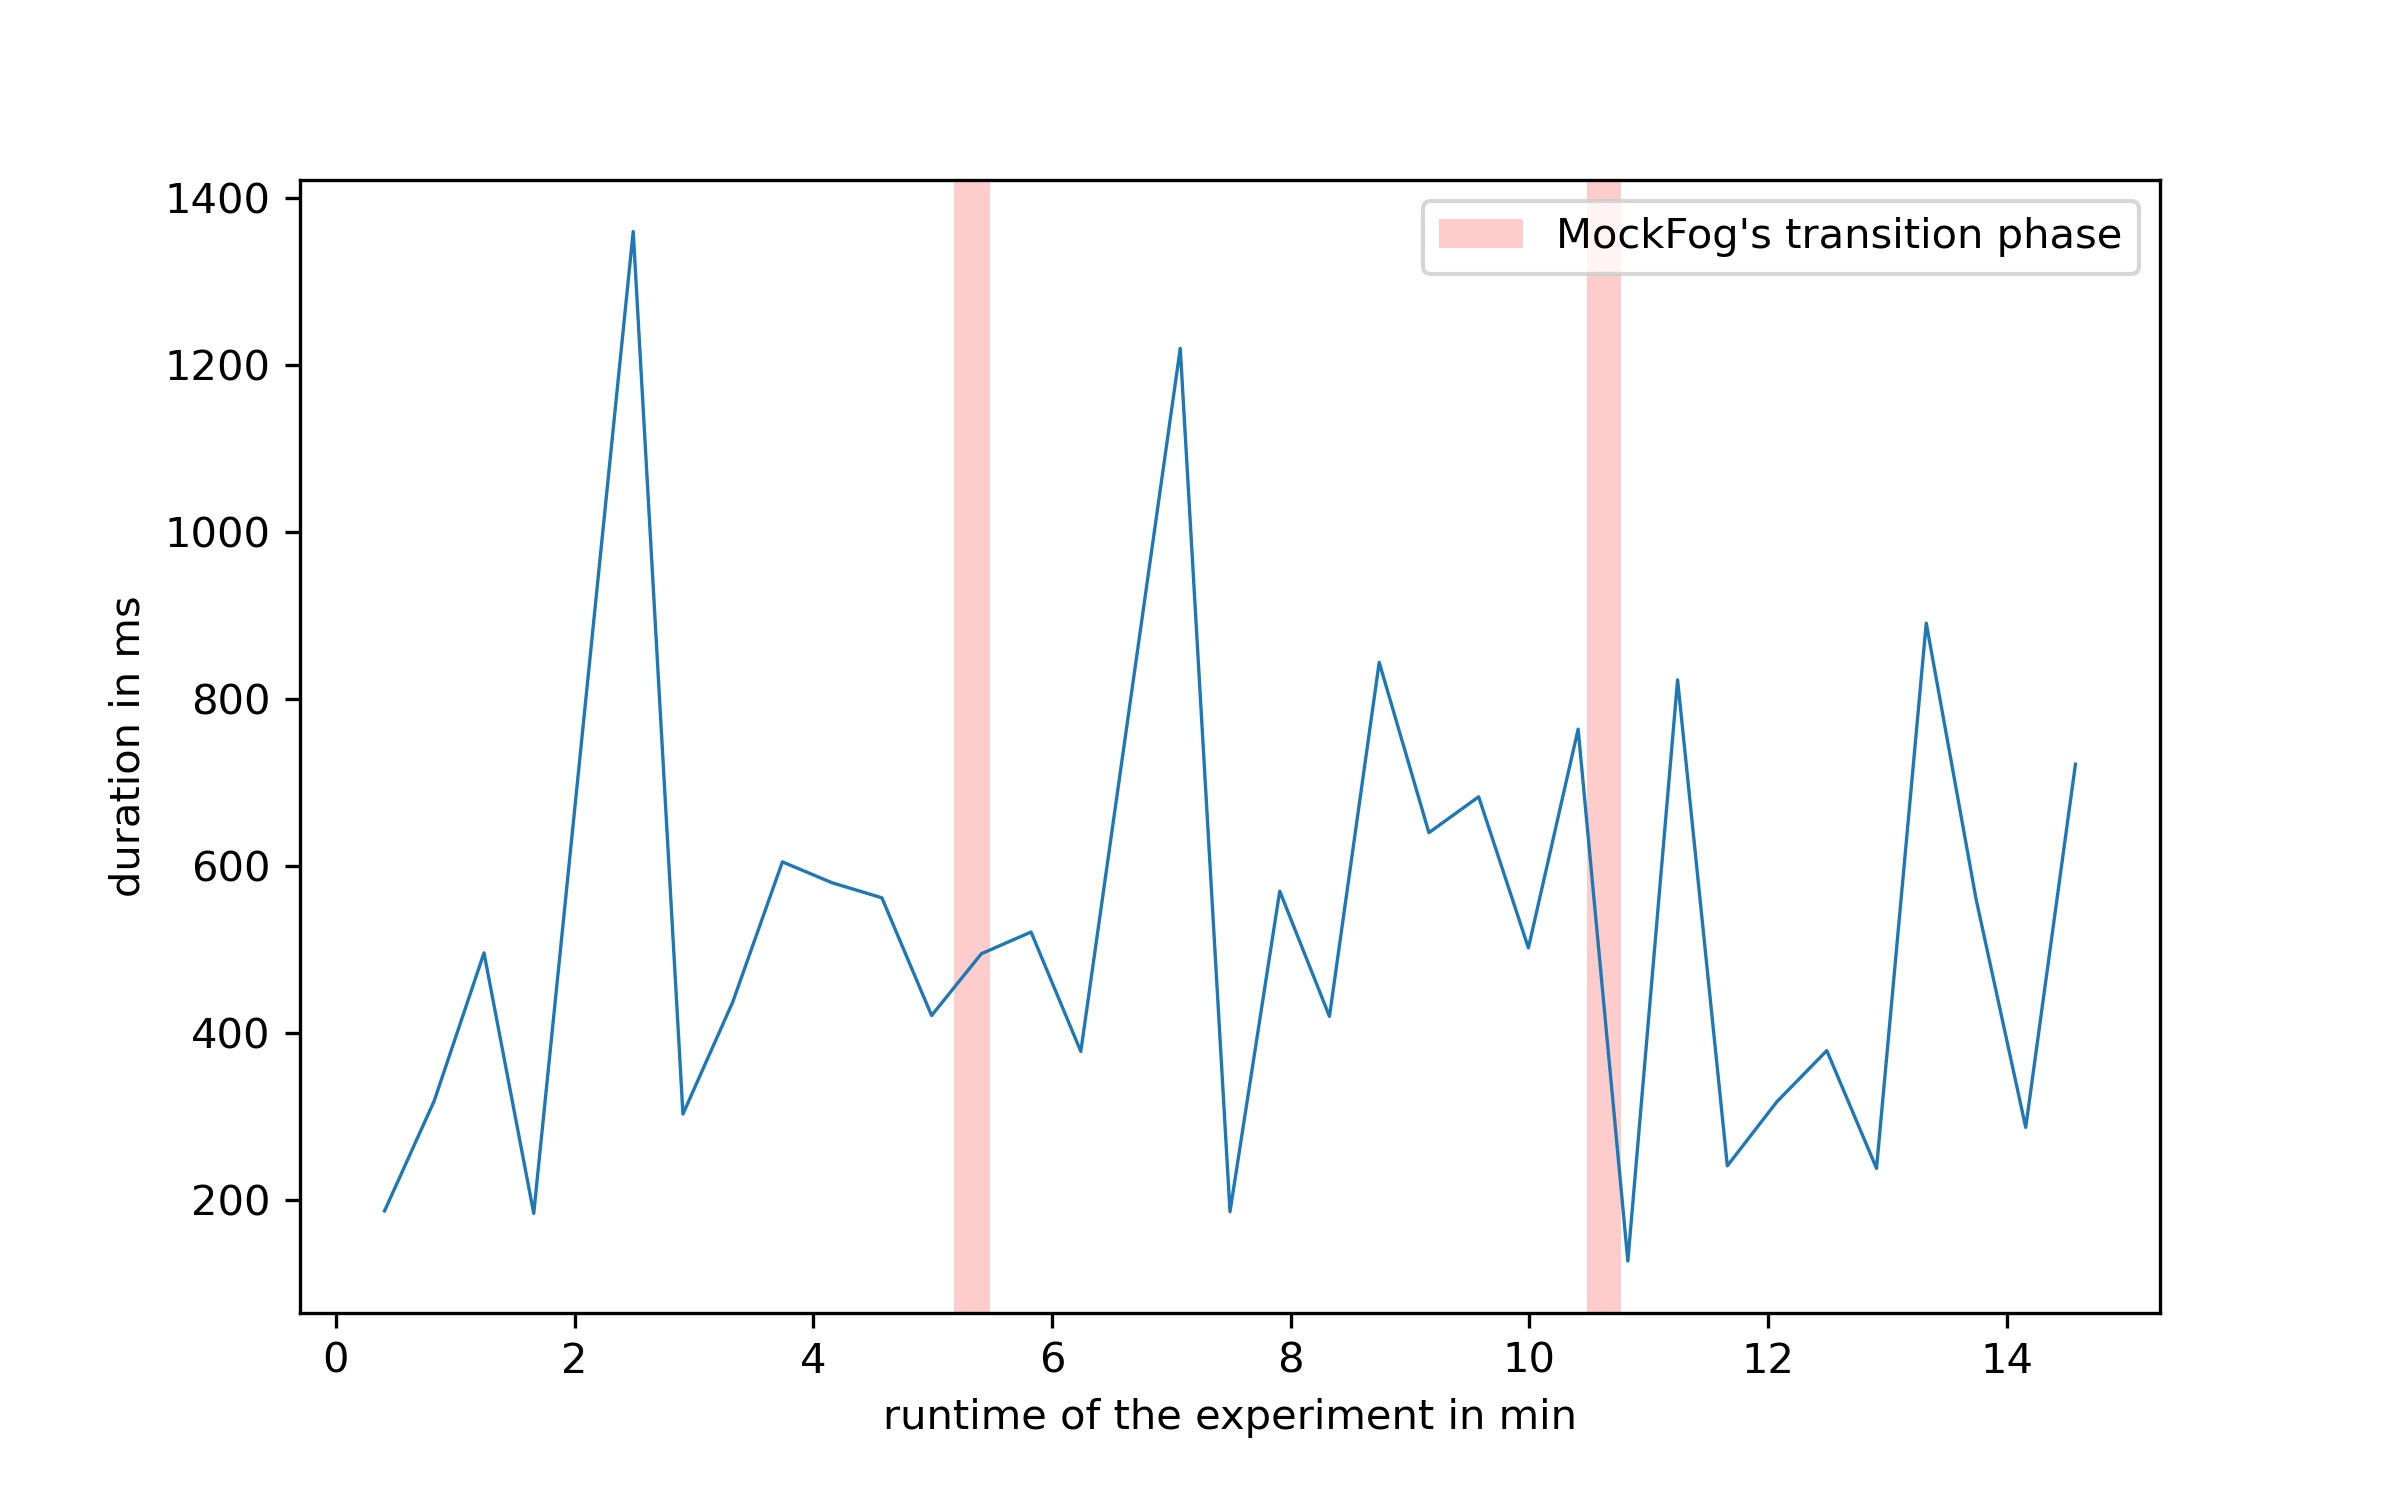 MockFog's transition phase
1400
1200
1000
800
600
400
200
duration in ms
0 2 4 6 8 10 12 14
runtime of the experiment in min